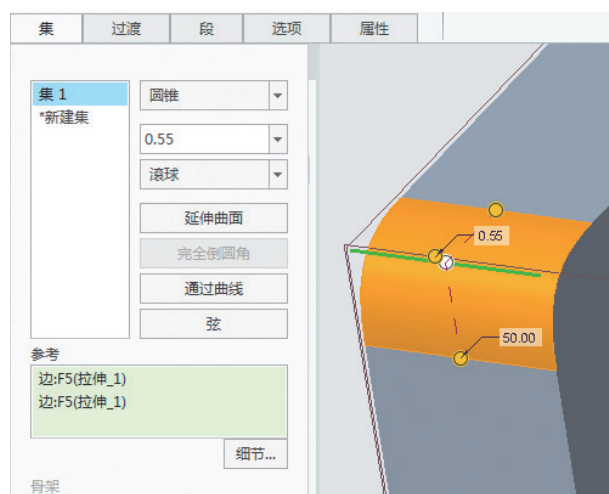 集 过渡 段 选项 属性
集 1
*新建集
圆锥
0.55
滚球
延伸曲面
完全倒圆角
通过曲线
弦
参考
边:F5(拉伸_1)
边:F5(拉伸_1)
细节...
骨架
0.55
50.00